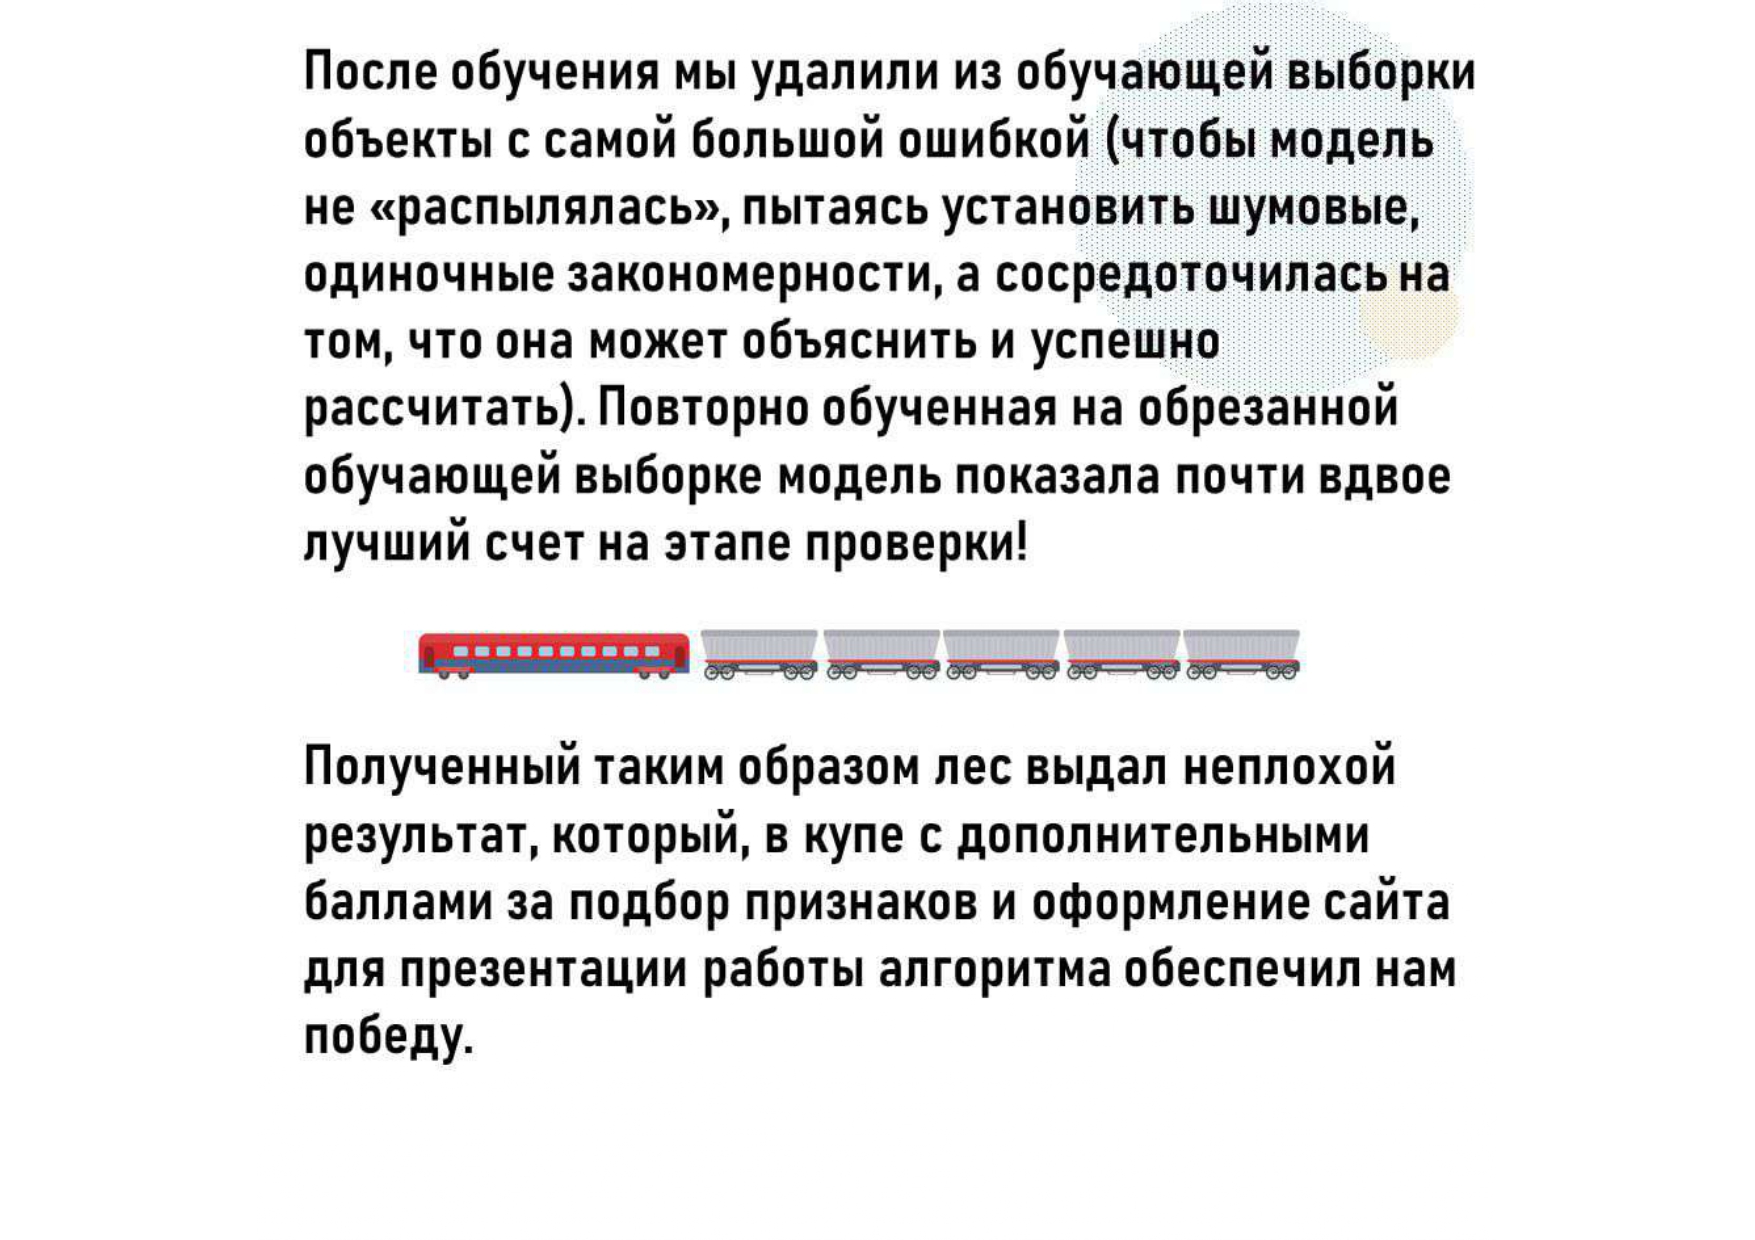 После обучения мы удалили из обучающей выборки
объекты с самой большой ошибкой (чтобы модель
не «распылялась», пытаясь установить шумовые,
одиночные закономерности, а сосредоточилась на
том, что она может объяснить и успешно
рассчитать). Повторно обученная на обрезанной
обучающей выборке модель показала почти вдвое
лучший счет на этапе проверки!
Полученный таким образом лес выдал неплохой
результат, который, в купе с дополнительными
баллами за подбор признаков и оформление сайта
для презентации работы алгоритма обеспечил нам
победу.